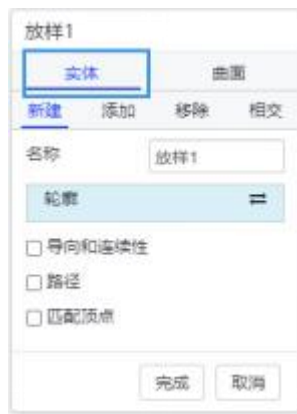 放样1
实体 曲面
新建 添加 移除 相交
名称 放样1
轮廓
导向和连续性
路径
匹配顶点
完成 取消